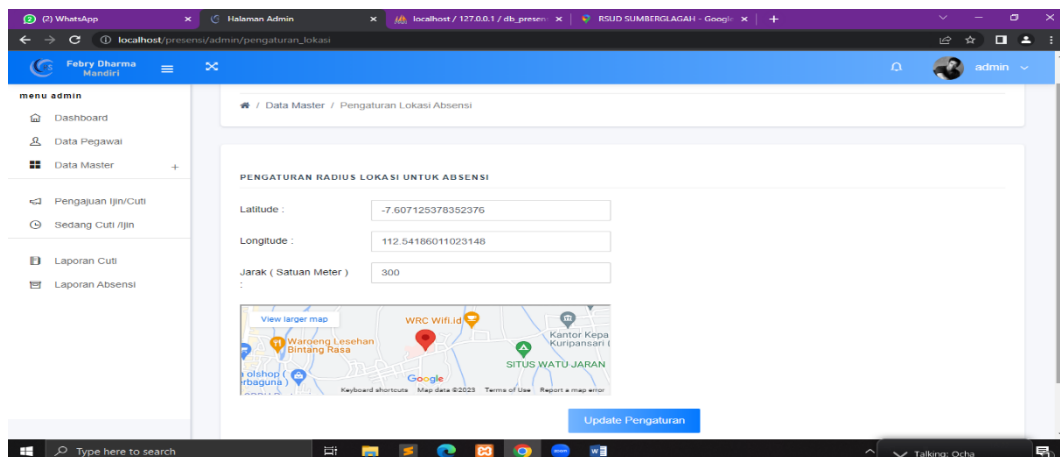 (2) WhatsApp
Halaman Admin
localhost / 127.0.0.1 / db_presen
RSUD SUMBERGLAGAH - Google
localhost/presensi/admin/pengaturan_lokasi
Febry Dharma
Mandiri
admin
menu admin
Dashboard
Data Pegawai
Data Master +
Pengajuan Ijin/Cuti
Sedang Cuti /Ijin
Laporan Cuti
Laporan Absensi
/ Data Master / Pengaturan Lokasi Absensi
PENGATURAN RADIUS LOKASI UNTUK ABSENSI
Latitude : -7.607125378352376
Longitude : 112.54186011023148
Jarak ( Satuan Meter ) 300
:
View larger map
WRC Wifi.id
Kantor Kepa
Kuripansari (
Waroeng Lesehan
Bintang Rasa
SITUS WATU JARAN
olshop (
erbaguna )
Google
Keyboard shortcuts Map data ©2023 Terms of Use Report a map error
Update Pengaturan
Type here to search
zoom
Talking: Ocha